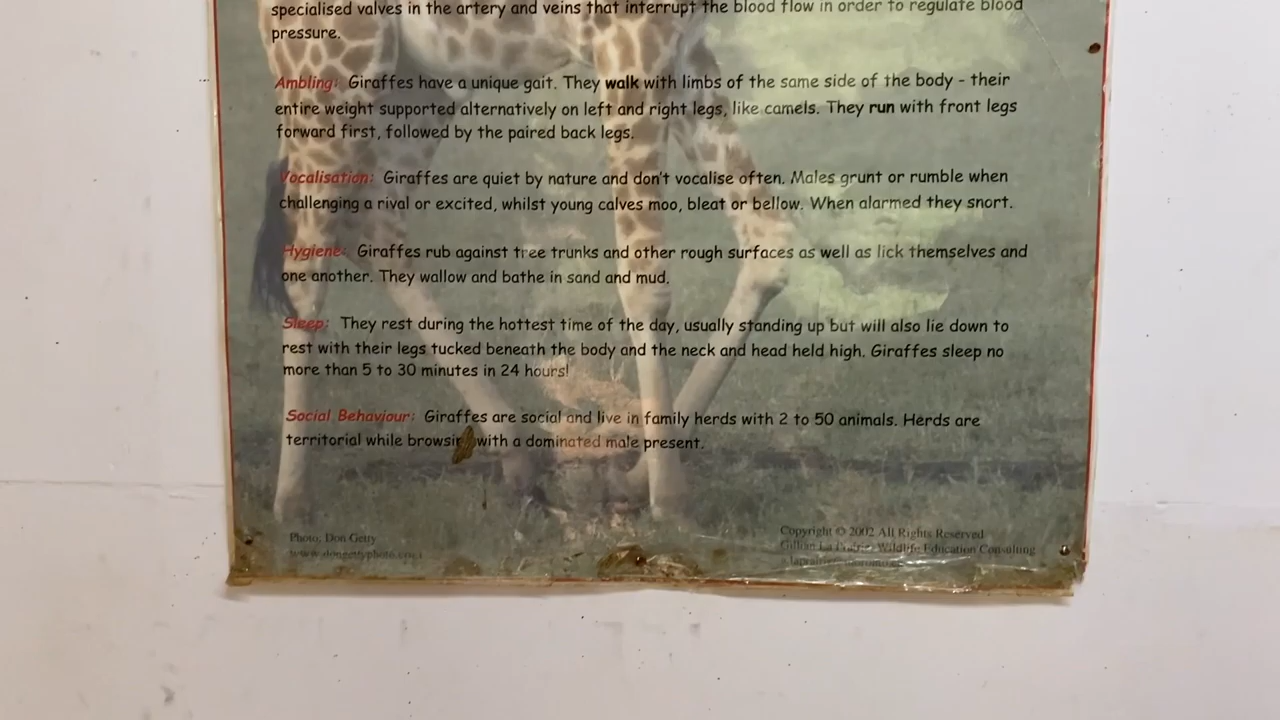 specialised valves in the artery and veins that interrupt the blood flow in order to regulate blood
pressure.
Ambling: Giraffes have a unique gait. They walk with limbs of the same side of the body - their
entire weight supported alternatively on left and right legs, like camels. They run with front legs
forward first, followed by the paired back legs.
Vocalisation: Giraffes are quiet by nature and don't vocalise often. Males grunt or rumble when
challenging a rival or excited, whilst young calves moo, bleat or bellow. When alarmed they snort.
Hygiene: Giraffes rub against tree trunks and other rough surfaces as well as lick themselves and
one another. They wallow and bathe in sand and mud.
Sleep: They rest during the hottest time of the day, usually standing up but will also lie down to
rest with their legs tucked beneath the body and the neck and head held high. Giraffes sleep no
more than 5 to 30 minutes in 24 hours!
Social Behaviour: Giraffes are social and live in family herds with 2 to 50 animals. Herds are
territorial while with a dominated male present.
Photo: Don Getty
Copyright © 2002 All Rights Reserved
Gillian La Wildlife Education Consulting